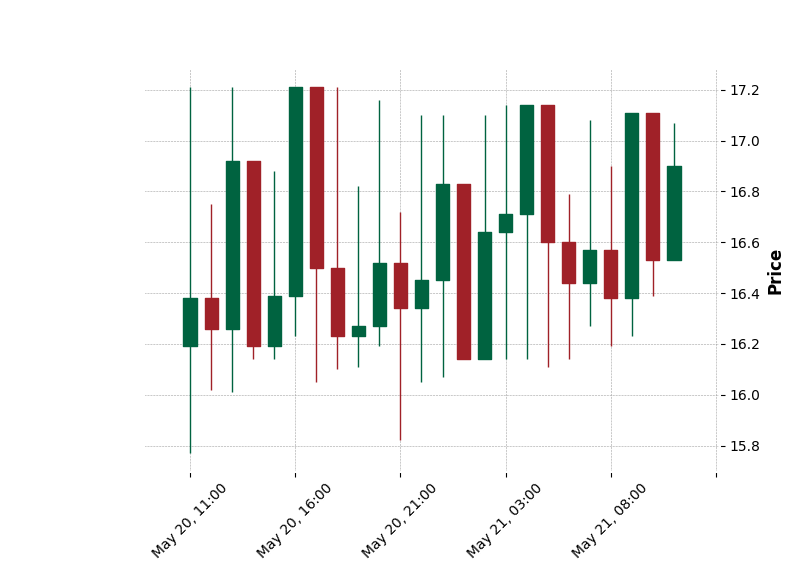 17.2
17.0
16.8
16.6
16.4
16.2
16.0
15.8
Price
May 20, 11:00
May 20, 16:00
May 20, 21:00
May 21, 03:00
May 21, 08:00